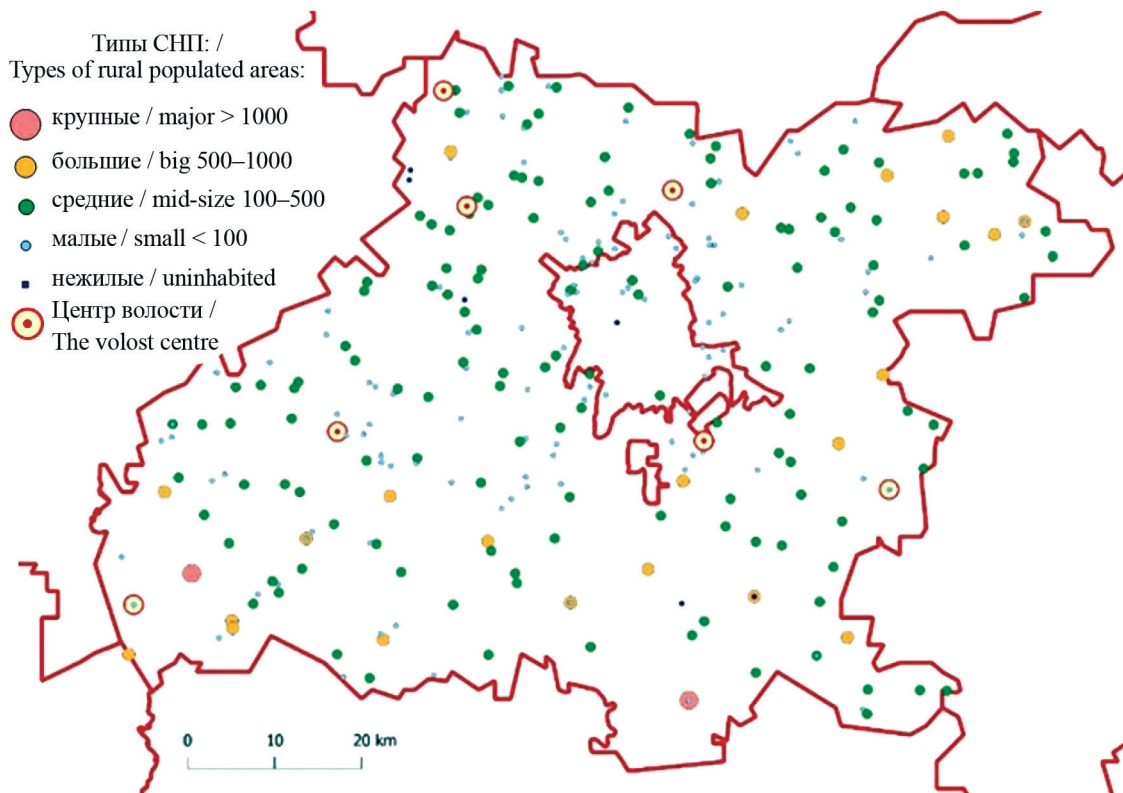 Типы СНП: /
Types of rural populated areas:
крупные / major > 1000
большие / big 500–1000
средние / mid-size 100–500
малые / small < 100
нежилые / uninhabited
Центр волости /
The volost centre
0 10 20 km